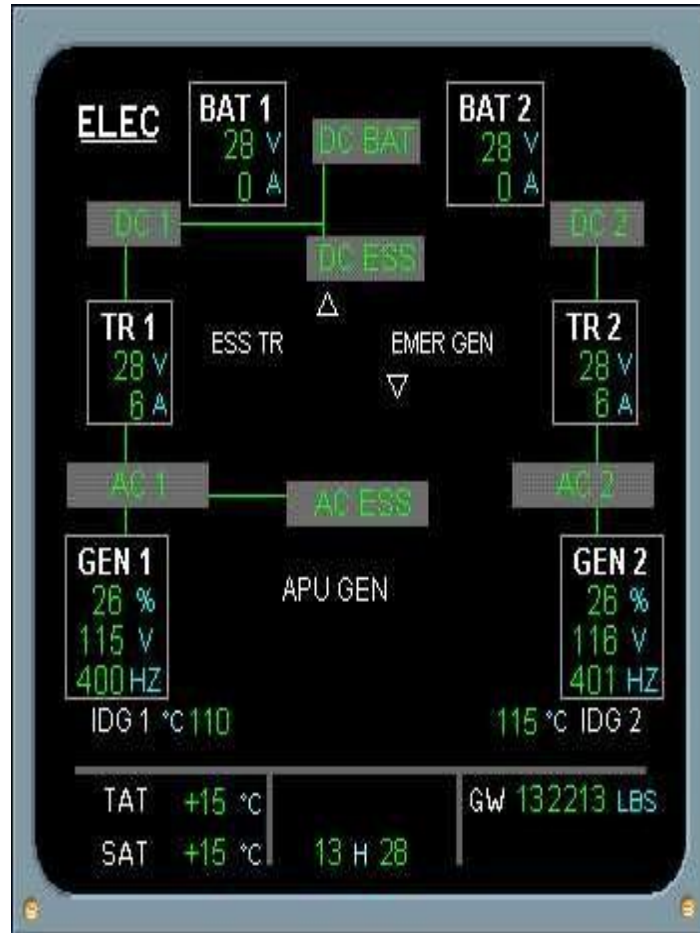 ELEC
BAT 1
28 V
0 A
DC BAT
BAT 2
28 V
0 A
DC 1
DC ESS
DC 2
TR 1
28 V
6 A
ESS TR
EMER GEN
TR 2
28 V
6 A
AC 1
AC ESS
AC 2
GEN 1
26 %
115 V
400 HZ
APU GEN
GEN 2
26 %
116 V
401 HZ
IDG 1 °C 110
115 °C IDG 2
TAT +15 °C
GW 132213 LBS
SAT +15 °C
13 H 28